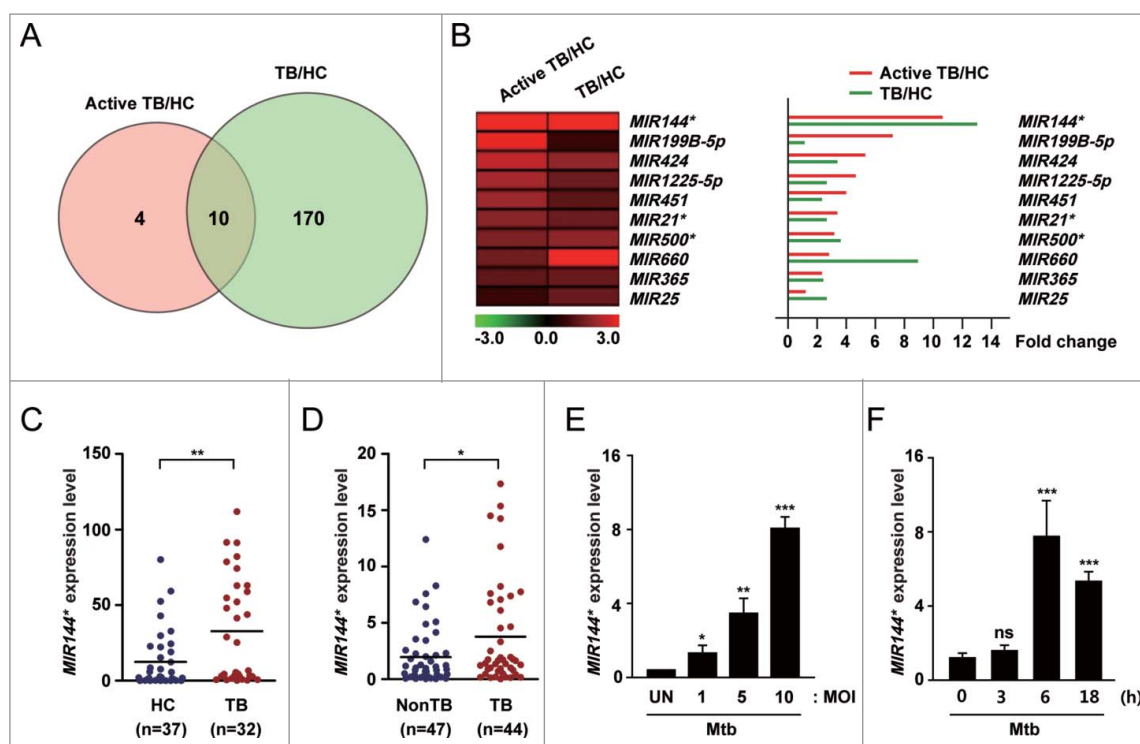 A
TB/HC
Active TB/HC
4
10
170
B
Active TB/HC
TB/HC
MIR144*
MIR199B-5p
MIR424
MIR1225-5p
MIR451
MIR21*
MIR500*
MIR660
MIR365
MIR25
-3.0 0.0 3.0
Active TB/HC
TB/HC
MIR144*
MIR199B-5p
MIR424
MIR1225-5p
MIR451
MIR21*
MIR500*
MIR660
MIR365
MIR25
0 2 4 6 8 10 12 14 Fold change
C
MIR144* expression level
150
100
50
0
**
HC TB
(n=37) (n=32)
D
MIR144* expression level
20
15
10
5
0
*
NonTB TB
(n=47) (n=44)
E
MIR144* expression level
16
8
4
0
*
**
***
UN 1 5 10 : MOI
Mtb
F
MIR144* expression level
16
8
4
0
ns
***
***
0 3 6 18 (h)
Mtb